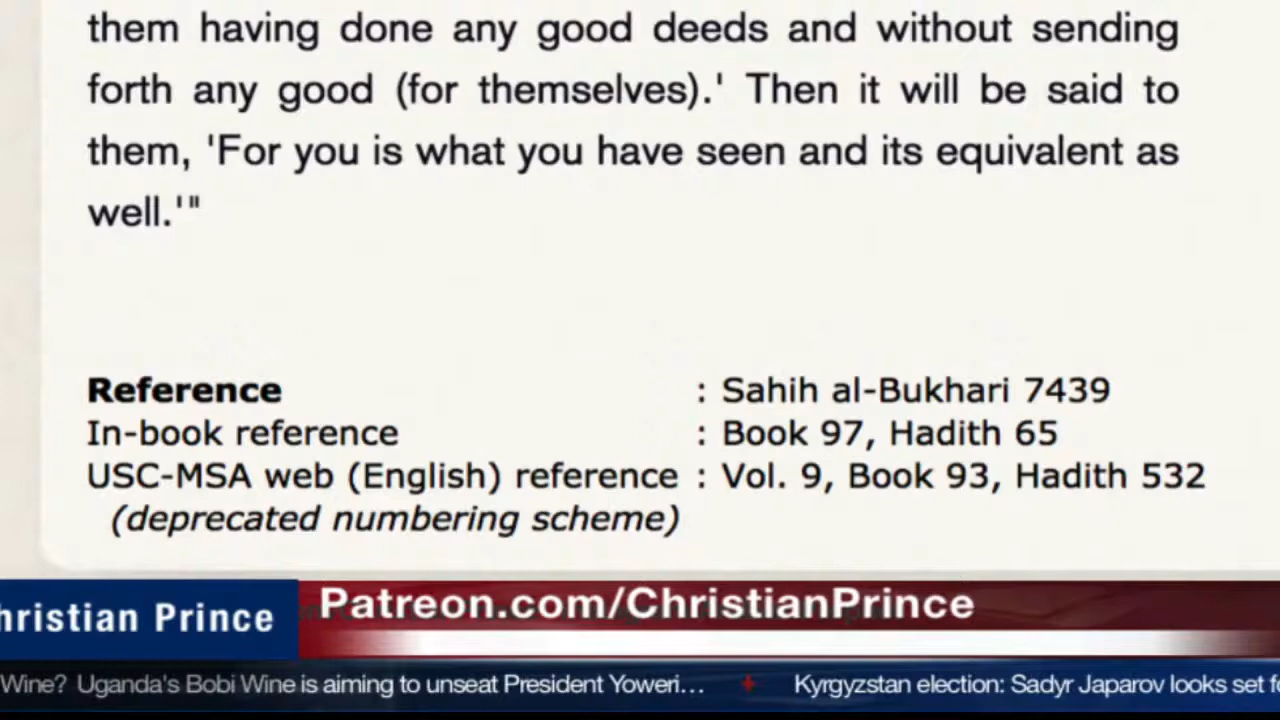 them having done any good deeds and without sending
forth any good (for themselves).' Then it will be said to
them, 'For you is what you have seen and its equivalent as
well.'"
Reference : Sahih al-Bukhari 7439
In-book reference : Book 97, Hadith 65
USC-MSA web (English) reference : Vol. 9, Book 93, Hadith 532
(deprecated numbering scheme)
hristian Prince
Patreon.com/ChristianPrince
Wine? Uganda's Bobi Wine is aiming to unseat President Yoweri... Kyrgyzstan election: Sadyr Japarov looks set fo